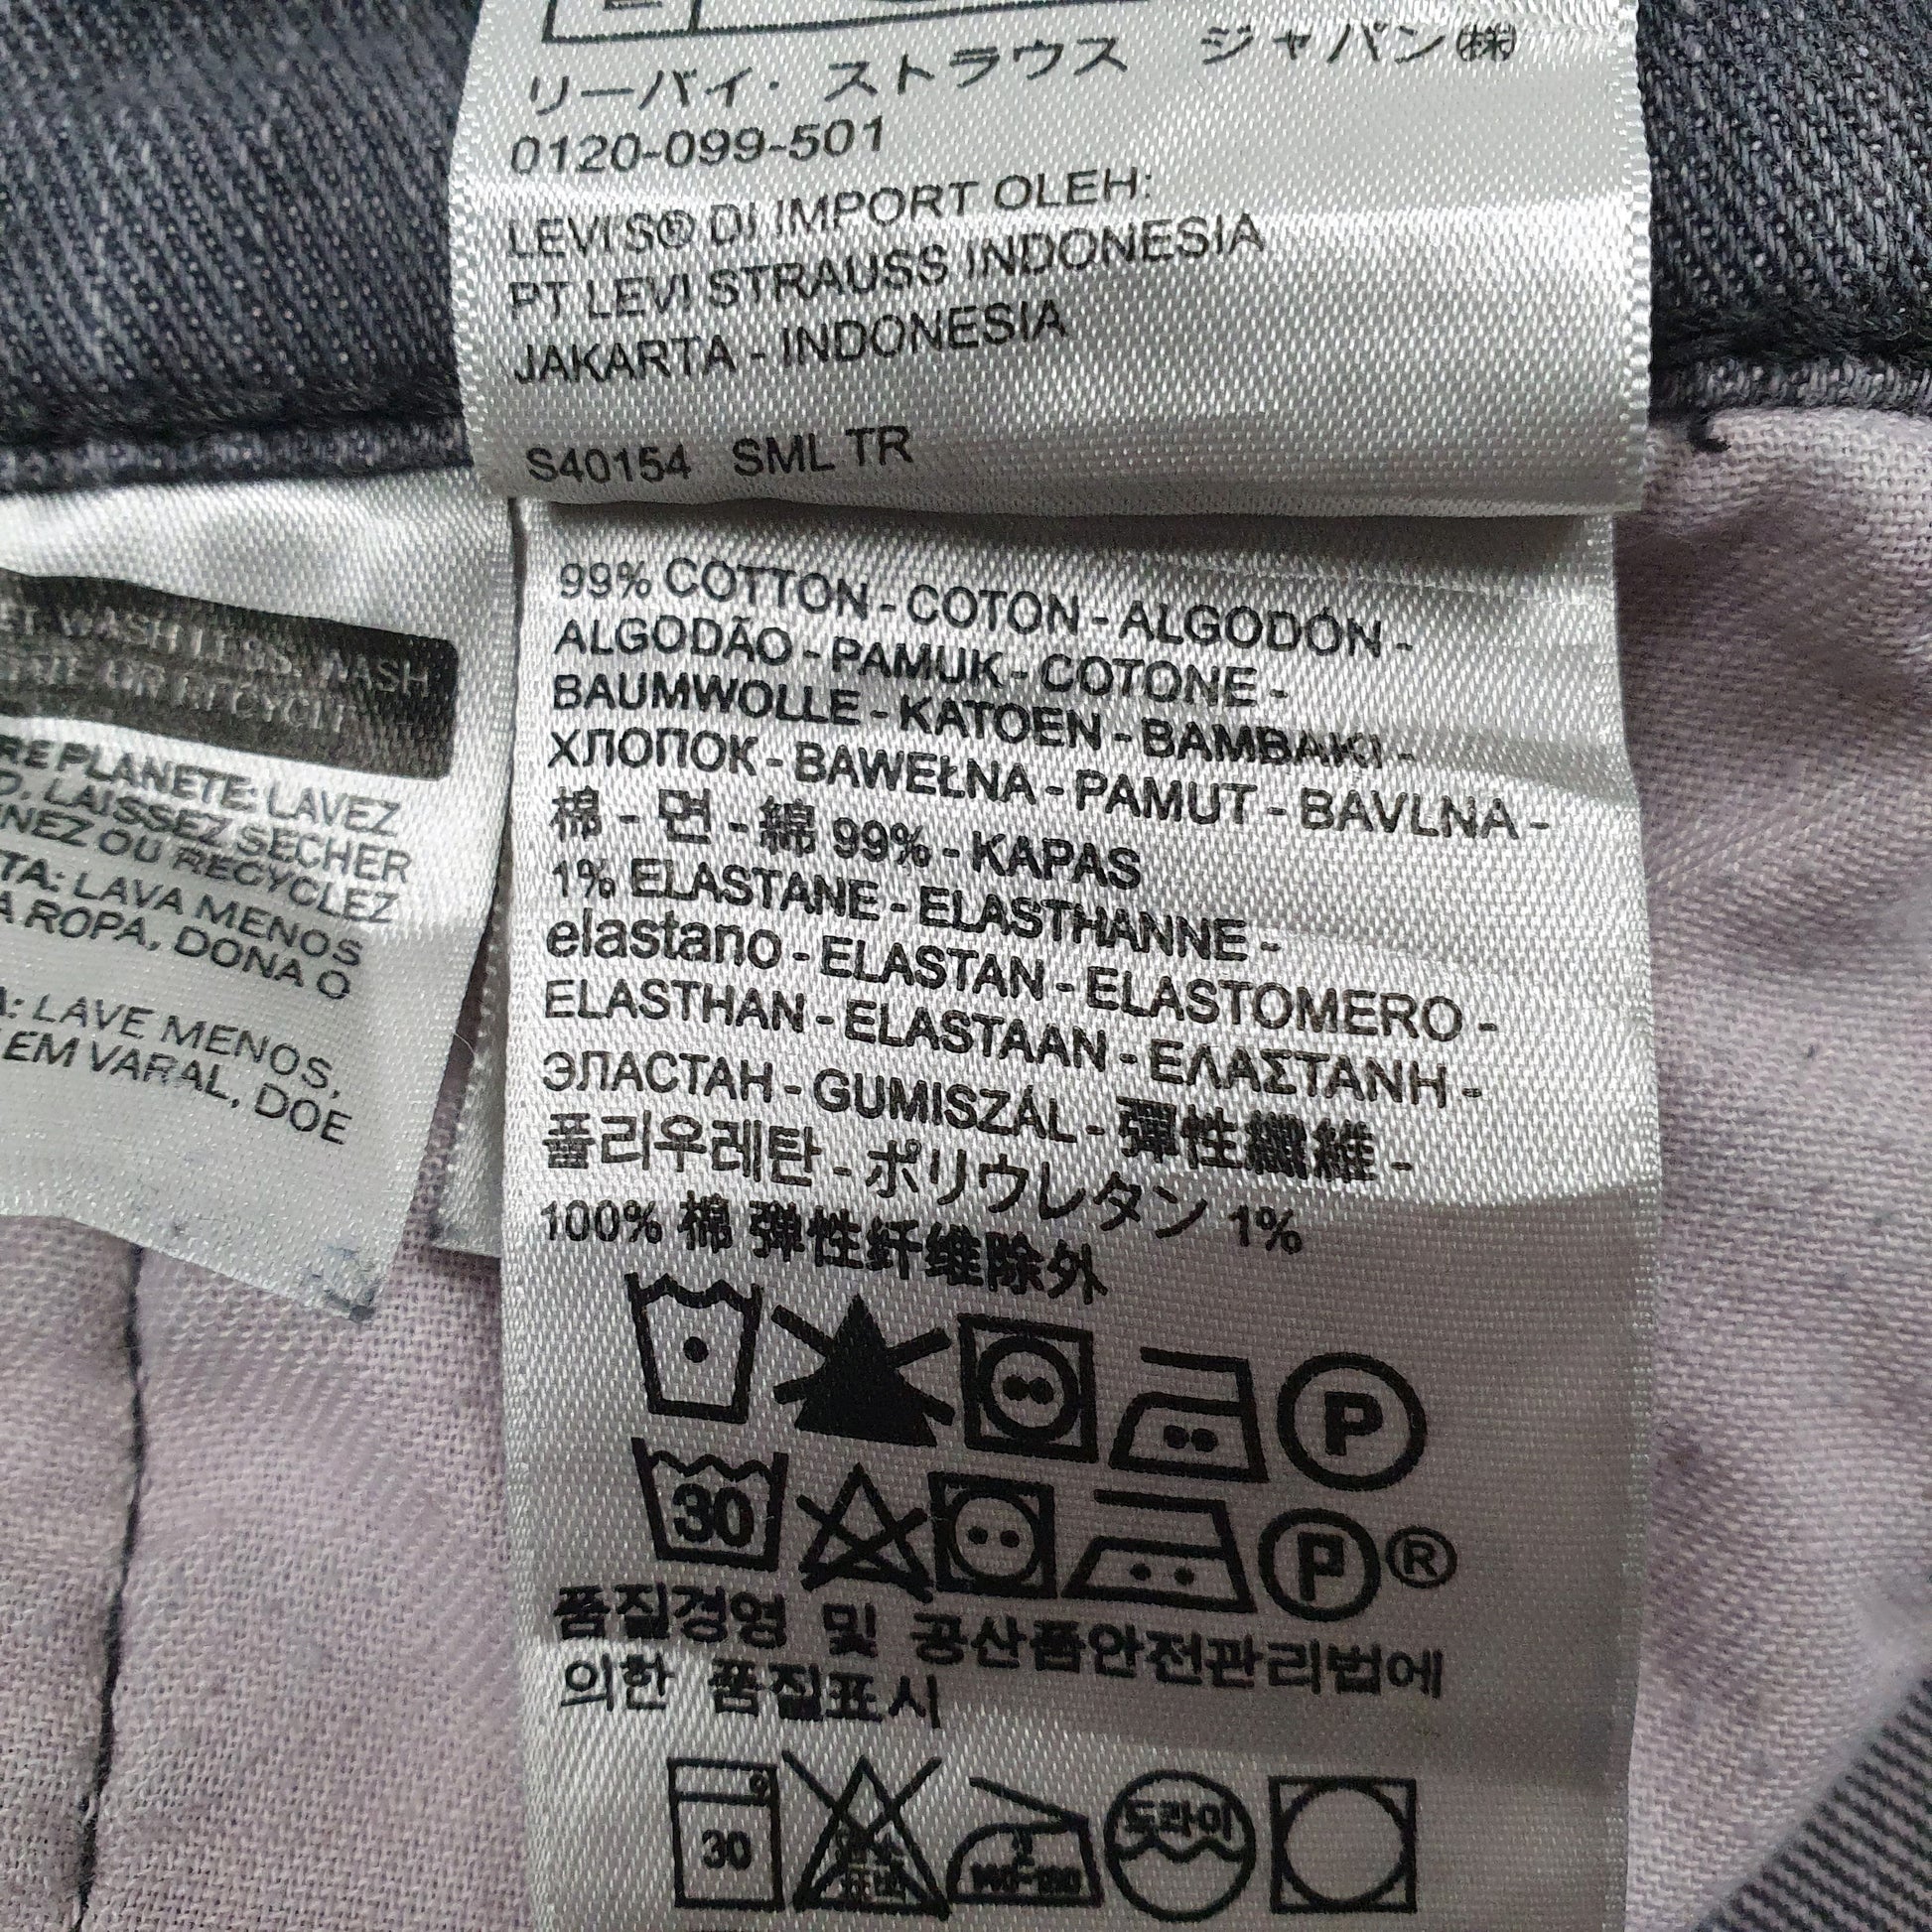 リーバイ・ストラウス ジャパン㈱
0120-099-501
LEVI'S® DI IMPORT OLEH:
PT LEVI STRAUSS INDONESIA
JAKARTA - INDONESIA
S40154 SML TR
WASH LESS, WASH
OR RECYCLE
PLANETE: LAVEZ
LAISSEZ SECHER
OU RECYCLEZ
LAVA MENOS
ROPA, DONA O
LAVE MENOS,
EM VARAL, DOE
99% COTTON - COTON - ALGODÓN -
ALGODÃO - PAMUK - COTONE -
BAUMWOLLE - KATOEN - BAMBAKI -
ХЛОПОК - BAWEŁNA - PAMUT - BAVLNA -
棉 - 면 - 綿 99% - KAPAS
1% ELASTANE - ELASTHANNE -
elastano - ELASTAN - ELASTOMERO -
ELASTHAN - ELASTAAN - ΕΛΑΣΤΑΝΗ -
ЭЛАСТАН - GUMISZÁL - 彈性纖維 -
폴리우레탄 - ポリウレタン 1%
100% 棉 弹性纤维除外
P
30 P ®
품질경영 및 공산품안전관리법에
의한 품질표시
30 드라이